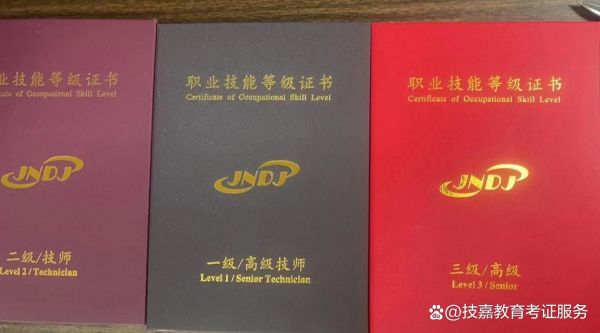 业技能等级证书
cate of Occupational Skill Level
JNDJ
二级/技师
Level 2 / Technician
职业技能等级证书
Certificate of Occupational Skill Level
JNDJ
一级/高级技师
Level 1 / Senior Technician
职业技能等级证书
Certificate of Occupational Skill Level
JNDJ
三级/高级
Level 3 / Senior
@技嘉教育考证服务